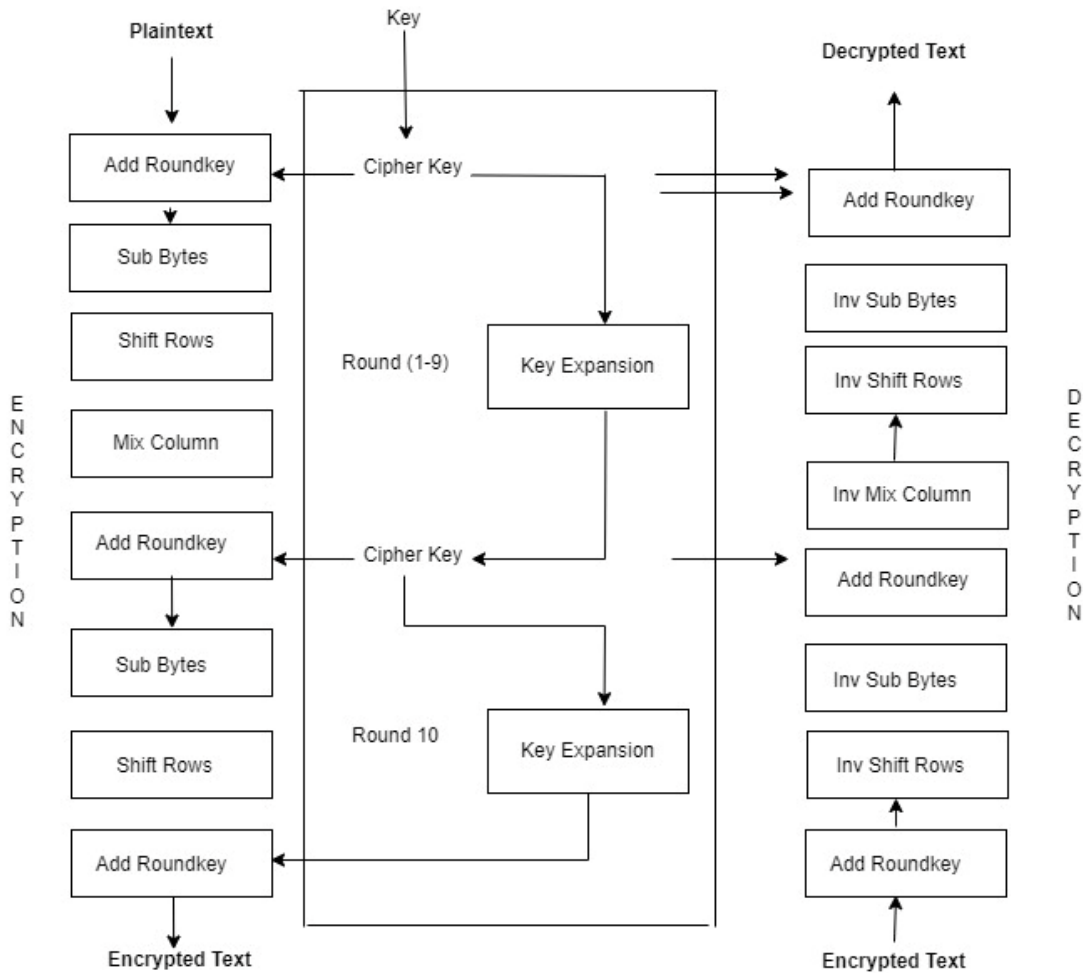 Plaintext
Key
Decrypted Text
Add Roundkey
Cipher Key
Add Roundkey
Sub Bytes
Inv Sub Bytes
Shift Rows
Round (1-9)
Key Expansion
Inv Shift Rows
ENCRYPTION
DECRYPTION
Mix Column
Inv Mix Column
Add Roundkey
Cipher Key
Add Roundkey
Sub Bytes
Inv Sub Bytes
Round 10
Key Expansion
Shift Rows
Inv Shift Rows
Add Roundkey
Add Roundkey
Encrypted Text
Encrypted Text